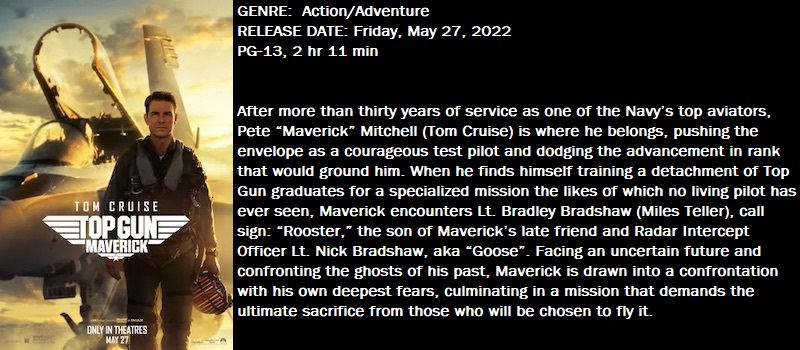 TOM CRUISE
TOP GUN
MAVERICK
ONLY IN THEATRES
MAY 27
GENRE:  Action/Adventure
RELEASE DATE: Friday, May 27, 2022
PG-13, 2 hr 11 min
After more than thirty years of service as one of the Navy's top aviators,
Pete "Maverick" Mitchell (Tom Cruise) is where he belongs, pushing the
envelope as a courageous test pilot and dodging the advancement in rank
that would ground him. When he finds himself training a detachment of Top
Gun graduates for a specialized mission the likes of which no living pilot has
ever seen, Maverick encounters Lt. Bradley Bradshaw (Miles Teller), call
sign: "Rooster," the son of Maverick's late friend and Radar Intercept
Officer Lt. Nick Bradshaw, aka "Goose". Facing an uncertain future and
confronting the ghosts of his past, Maverick is drawn into a confrontation
with his own deepest fears, culminating in a mission that demands the
ultimate sacrifice from those who will be chosen to fly it.